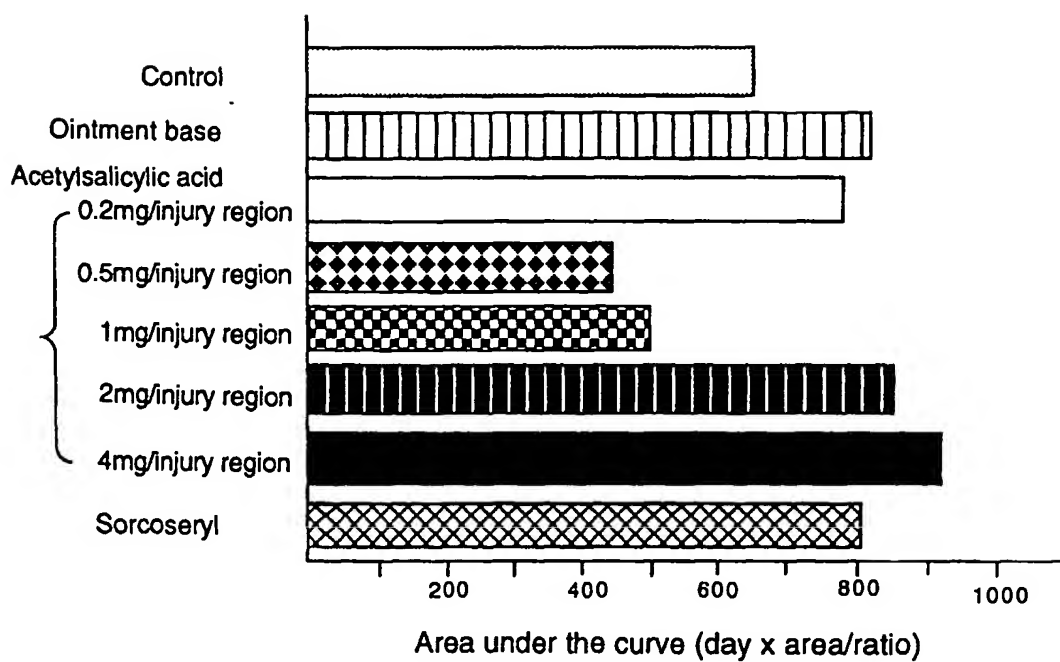 Control
Ointment base
Acetylsalicylic acid
0.2mg/injury region
0.5mg/injury region
1mg/injury region
2mg/injury region
4mg/injury region
Sorcoseryl
200 400 600 800 1000
Area under the curve (day x area/ratio)